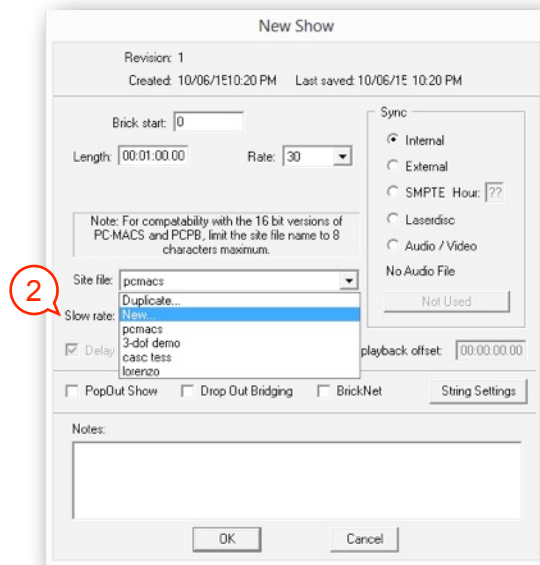 New Show
Revision: 1
Created: 10/06/15 10:20 PM Last saved: 10/06/15 10:20 PM
Brick start: 0
Length: 00:01:00.00 Rate: 30
Note: For compatability with the 16 bit versions of
PC-MACS and PCPB, limit the site file name to 8
characters maximum.
Sync
Internal
External
SMPTE Hour: ??
Laserdisc
Audio / Video
No Audio File
Not Used
Site file: pcmacs
2
Slow rate:
Duplicate...
New...
pcmacs
3-dof demo
casc tess
lorenzo
Delay
playback offset: 00:00:00.00
PopOut Show Drop Out Bridging BrickNet String Settings
Notes:
OK Cancel